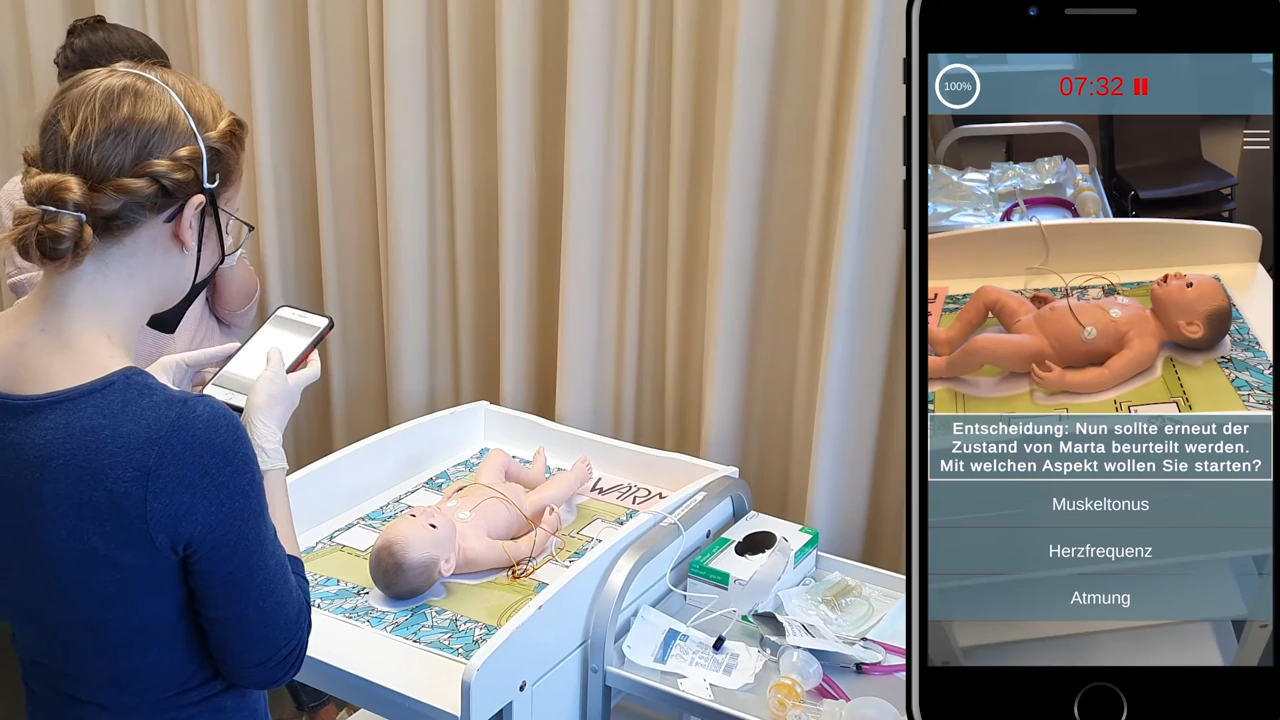 WÄRM
100%
07:32
Entscheidung: Nun sollte erneut der
Zustand von Marta beurteilt werden.
Mit welchen Aspekt wollen Sie starten?
Muskeltonus
Herzfrequenz
Atmung